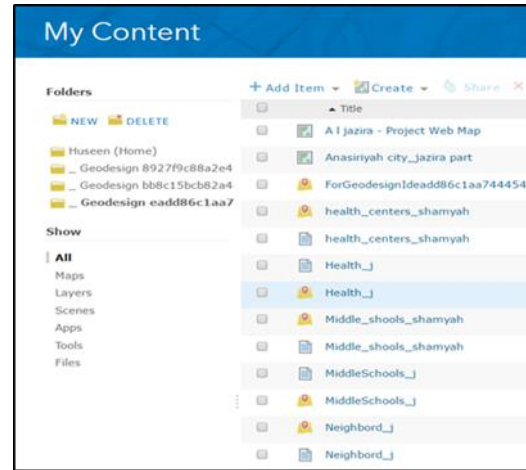 My Content
Folders
NEW DELETE
Huseen (Home)
_ Geodesign 8927f9c88a2e4
_ Geodesign bb8c15bcb82a4
_ Geodesign eadd86c1aa7
Show
All
Maps
Layers
Scenes
Apps
Tools
Files
+ Add Item Create Share
Title
A l jazira - Project Web Map
Anasiriyah city_jazira part
ForGeodesignIdeadd86c1aa744454
health_centers_shamyah
health_centers_shamyah
Health_j
Health_j
Middle_shools_shamyah
Middle_shools_shamyah
MiddleSchools_j
MiddleSchools_j
Neighbord_j
Neighbord_j